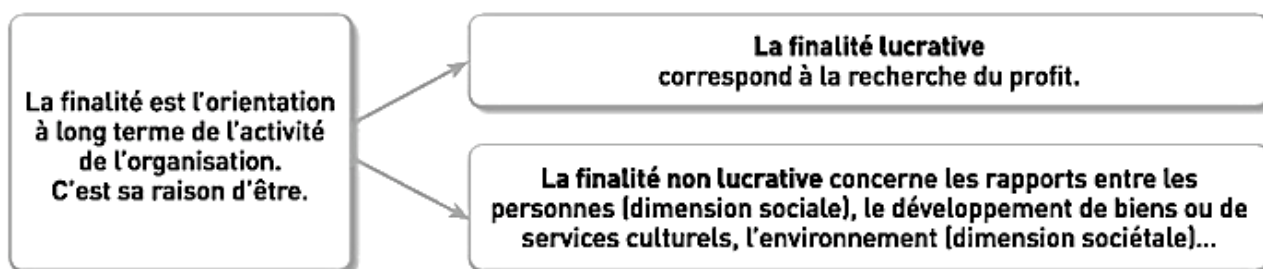 La finalité est l'orientation
à long terme de l'activité
de l'organisation.
C'est sa raison d'être.
La finalité lucrative
correspond à la recherche du profit.
La finalité non lucrative concerne les rapports entre les
personnes (dimension sociale), le développement de biens ou de
services culturels, l'environnement (dimension sociétale)...